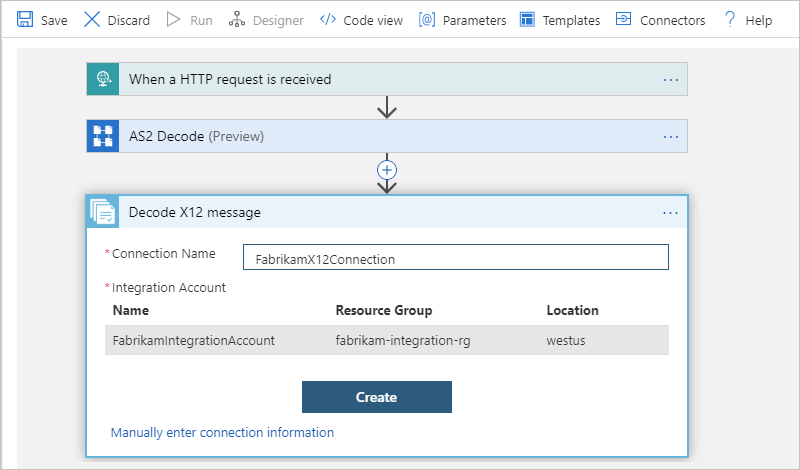 Save Discard Run Designer Code view Parameters Templates Connectors Help
When a HTTP request is received
AS2 Decode (Preview)
Decode X12 message
* Connection Name FabrikamX12Connection
* Integration Account
Name Resource Group Location
FabrikamIntegrationAccount fabrikam-integration-rg westus
Create
Manually enter connection information